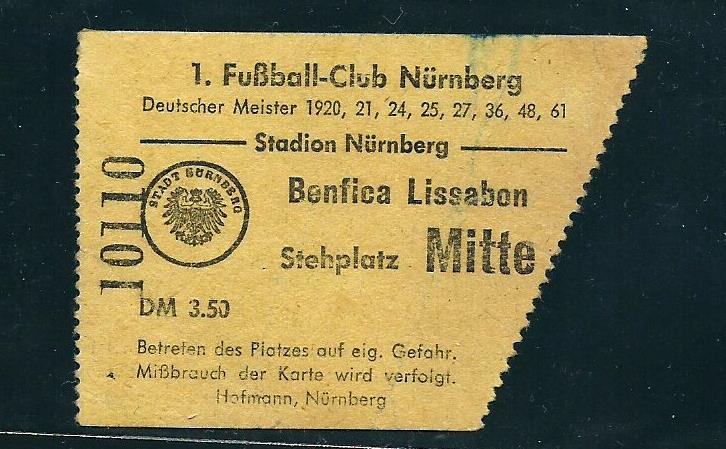 1. Fußball-Club Nürnberg
Deutscher Meister 1920, 21, 24, 25, 27, 36, 48, 61
Stadion Nürnberg
10110
STADT NÜRNBERG
Benfica Lissabon
Stehplatz Mitte
DM 3.50
Betreten des Platzes auf eig. Gefahr.
Mißbrauch der Karte wird verfolgt.
Hofmann, Nürnberg